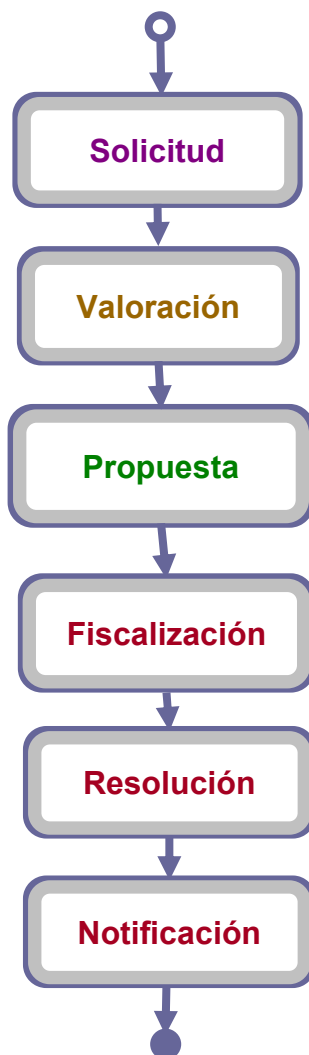 Solicitud
Valoración
Propuesta
Fiscalización
Resolución
Notificación